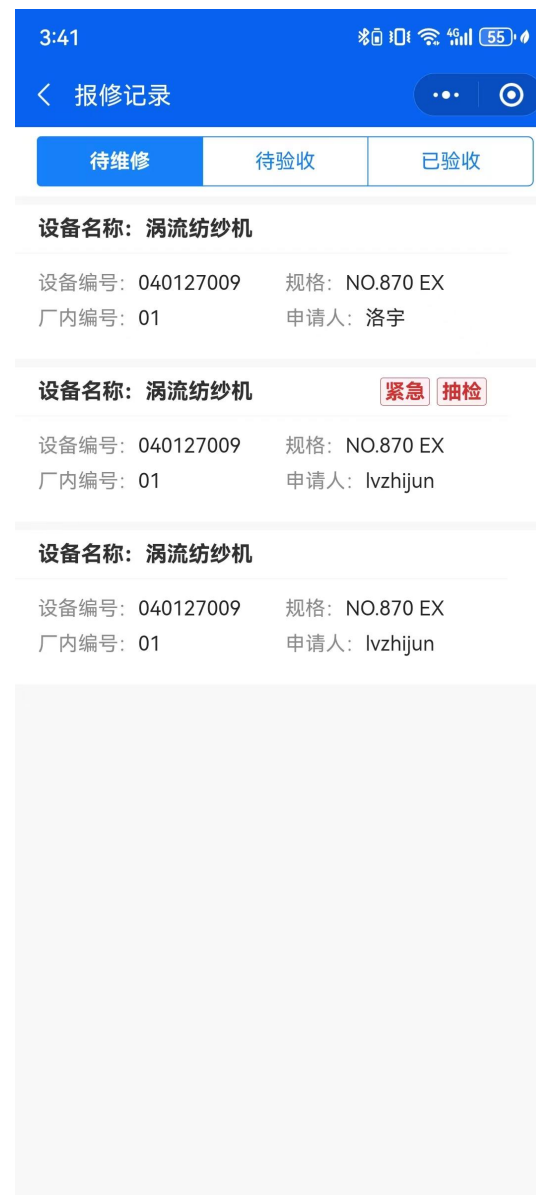 3:41
4G 55
报修记录
待维修 待验收 已验收
设备名称：涡流纺纱机
设备编号：040127009 规格：NO.870 EX
厂内编号：01 申请人：洛宇
设备名称：涡流纺纱机 紧急 抽检
设备编号：040127009 规格：NO.870 EX
厂内编号：01 申请人：lvzhijun
设备名称：涡流纺纱机
设备编号：040127009 规格：NO.870 EX
厂内编号：01 申请人：lvzhijun